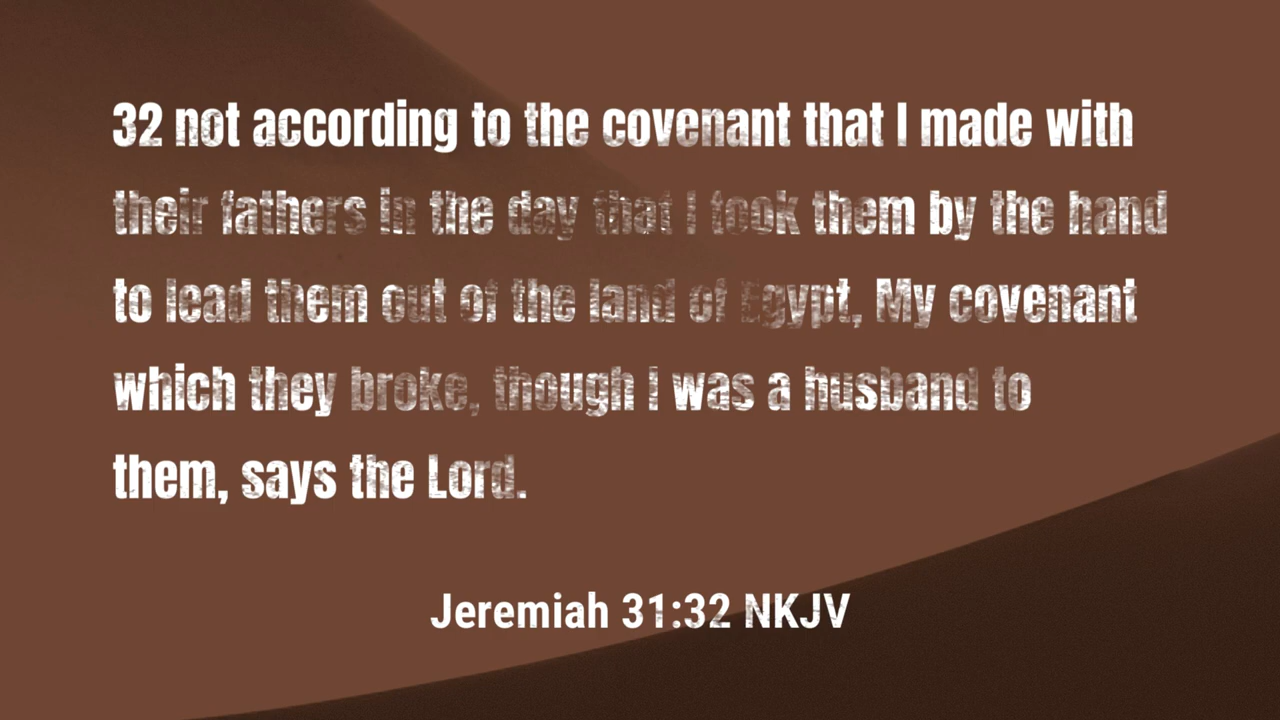 32 not according to the covenant that I made with
their fathers in the day that I took them by the hand
to lead them out of the land of Egypt, My covenant
which they broke, though I was a husband to
them, says the Lord.
Jeremiah 31:32 NKJV